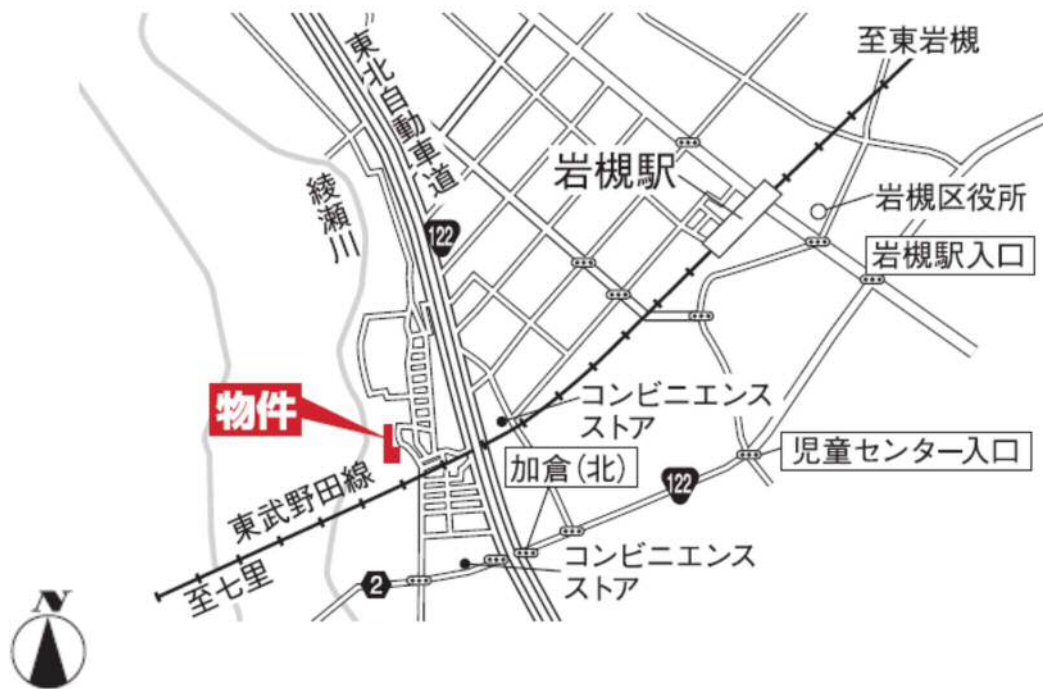 至東岩槻
東北自動車道
岩槻駅
綾瀬川
岩槻区役所
122
岩槻駅入口
物件
コンビニエンス
ストア
加倉(北)
児童センター入口
122
東武野田線
コンビニエンス
ストア
至七里
2
N